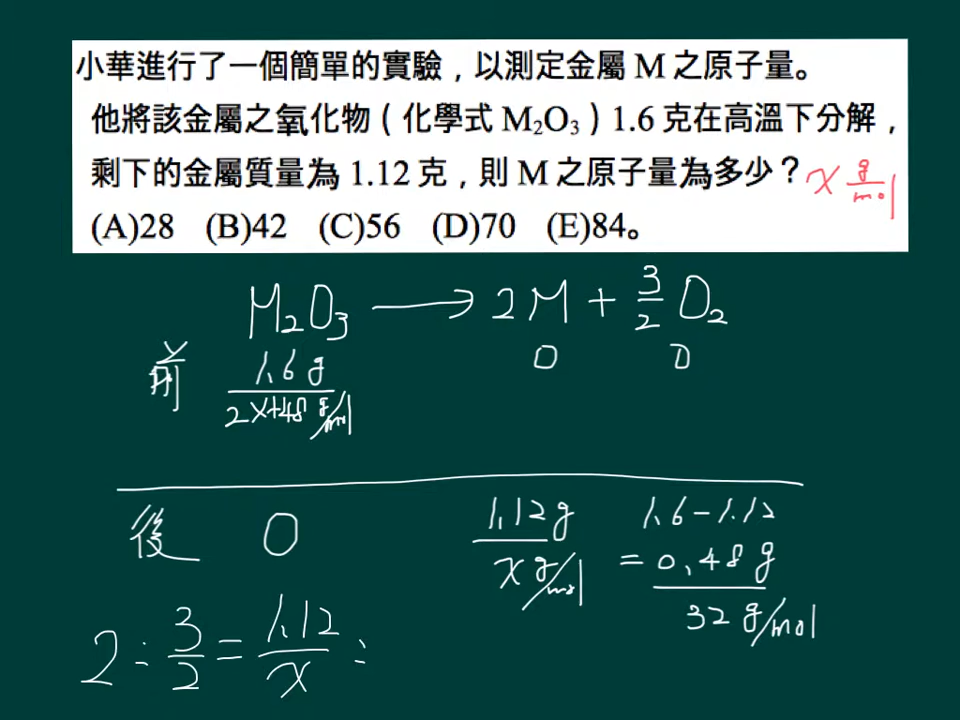 小華進行了一個簡單的實驗，以測定金屬 M 之原子量。
他將該金屬之氧化物（化學式 M₂O₃）1.6 克在高溫下分解，
剩下的金屬質量為 1.12 克，則 M 之原子量為多少？ x g/mol
(A)28 (B)42 (C)56 (D)70 (E)84。
M₂O₃ → 2M + 3/2 O₂
前 1.6g / 2x+48 g/mol 0 0
後 0 1.12g / x g/mol 1.6-1.12
= 0.48g / 32 g/mol
2 : 3/2 = 1.12/x :